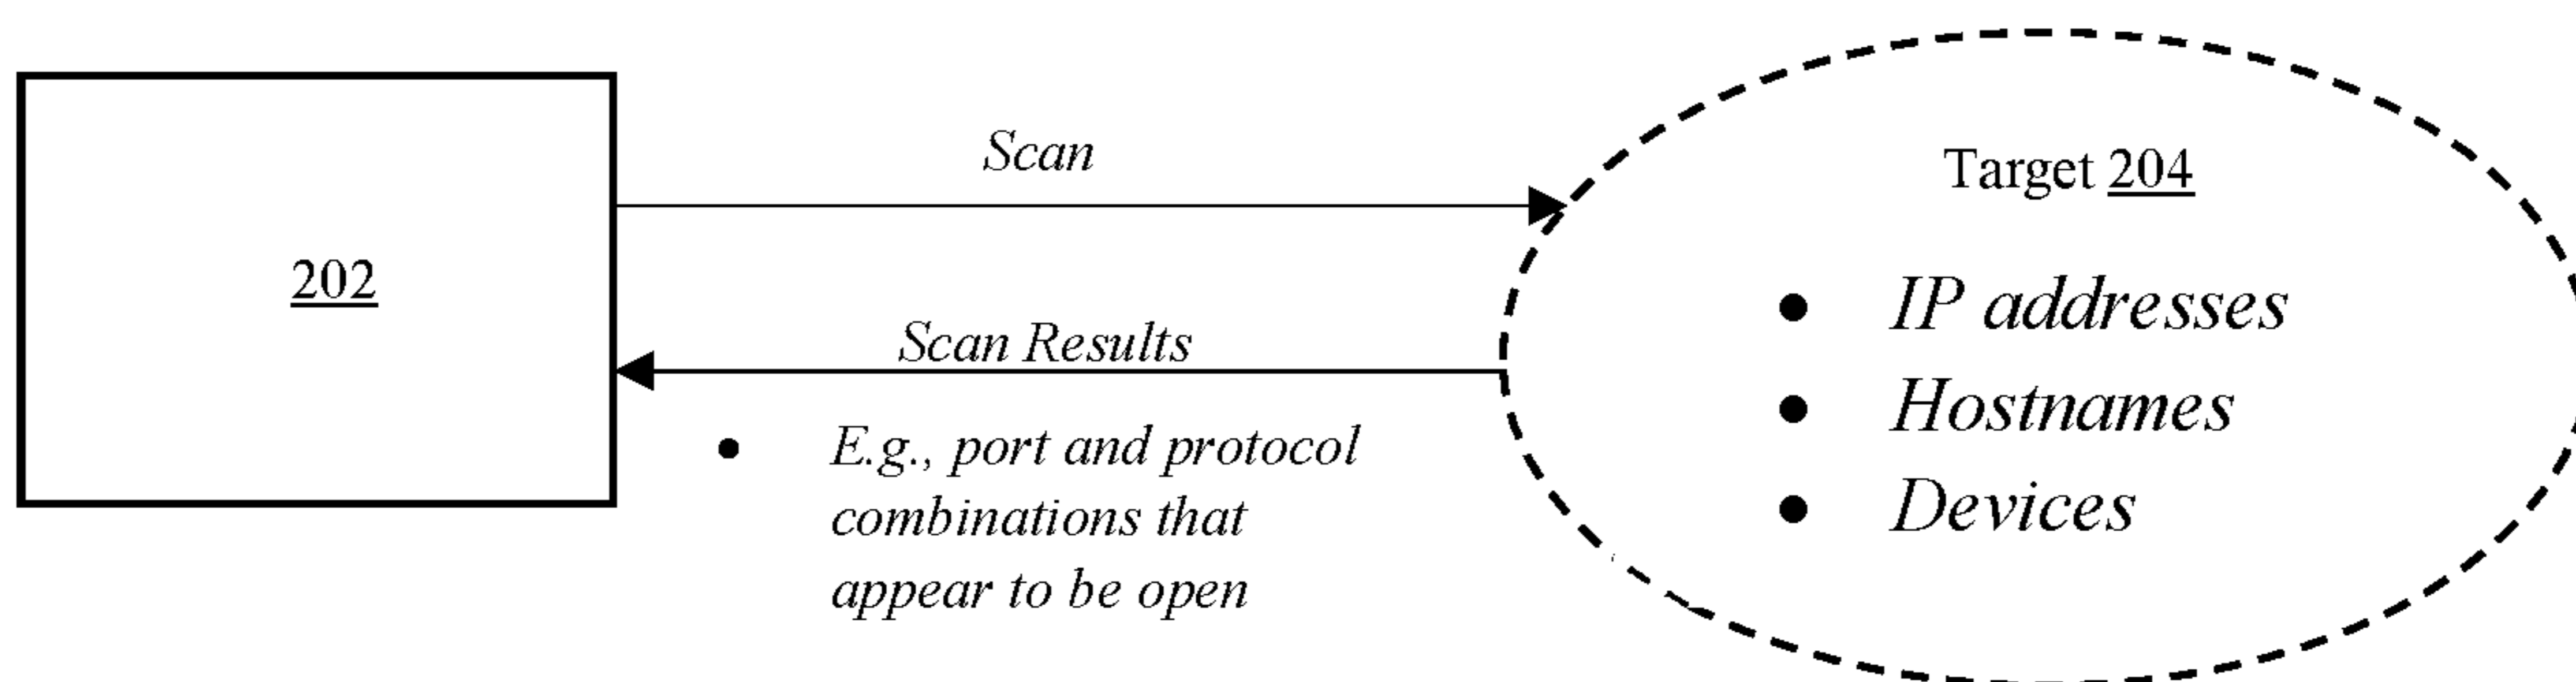 202
Scan
Scan Results
• E.g., port and protocol
combinations that
appear to be open
Target 204
• IP addresses
• Hostnames
• Devices